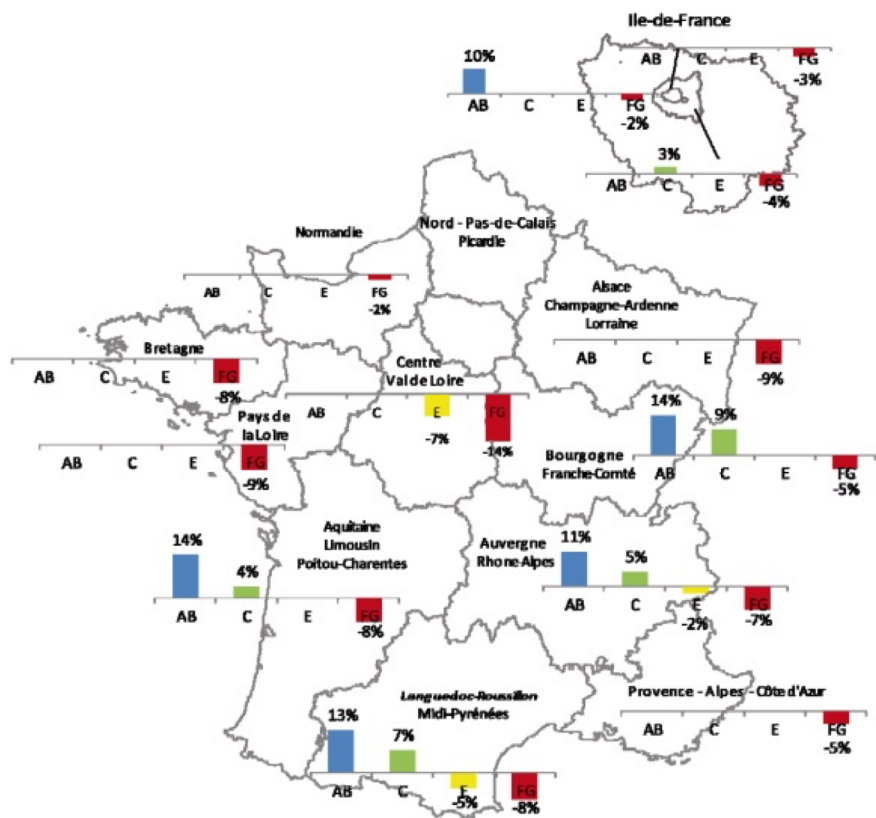 Ile-de-France
10%
AB C E FG
-3%
AB C E FG
-2%
3%
AB C E FG
-4%
Nord - Pas-de-Calais
Picardie
Normandie
AB C E FG
-2%
Alsace
Champagne-Ardenne
Lorraine
AB C E FG
-9%
Bretagne
AB C E FG
-8%
Centre
Val de Loire
AB C E FG
-7%
-14%
Pays de
la Loire
AB C E FG
-9%
14%
9%
Bourgogne
Franche-Comté
AB C E FG
-5%
Aquitaine
Limousin
Poitou-Charentes
14%
4%
AB C E FG
-8%
Auvergne
Rhone-Alpes
11%
5%
AB C E FG
-2%
-7%
Languedoc-Roussillon
Midi-Pyrénées
13%
7%
AB C E FG
-5%
-8%
Provence - Alpes - Côte d'Azur
AB C E FG
-5%